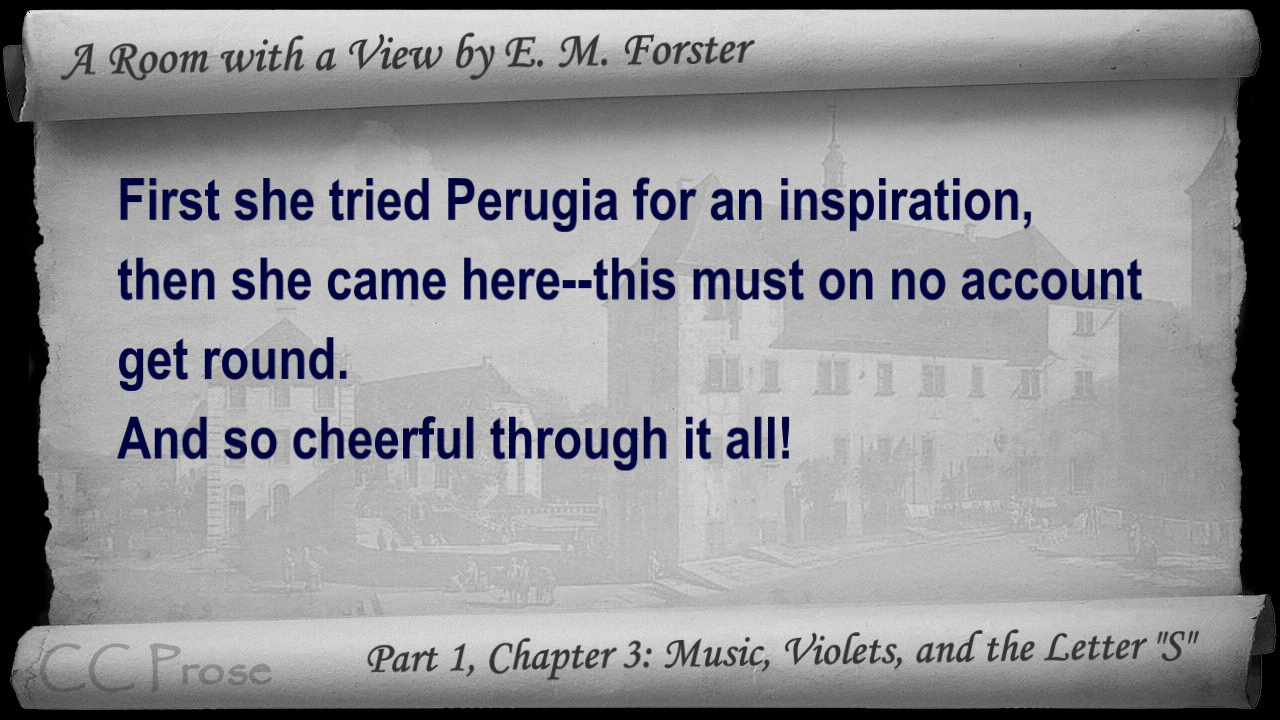 A Room with a View by E. M. Forster
First she tried Perugia for an inspiration,
then she came here--this must on no account
get round.
And so cheerful through it all!
CC Prose
Part 1, Chapter 3: Music, Violets, and the Letter "S"